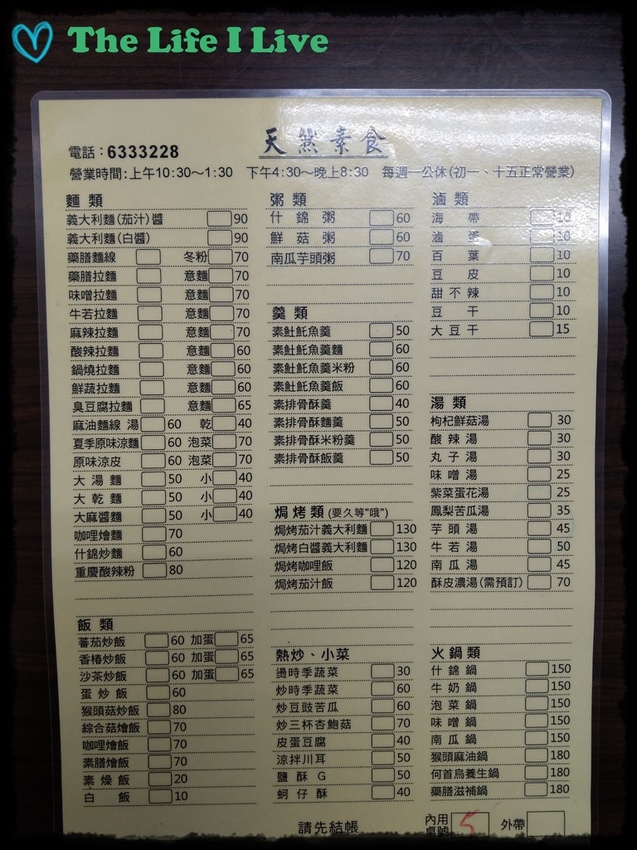 The Life I Live
天然素食
電話：6333228
營業時間：上午10：30～1：30 下午4：30～晚上8：30 每週一公休(初一、十五正常營業)
麵 類
義大利麵(茄汁)醬 90
義大利麵(白醬) 90
藥膳麵線 冬粉 70
藥膳拉麵 意麵 70
味噌拉麵 意麵 70
牛若拉麵 意麵 70
麻辣拉麵 意麵 70
酸辣拉麵 意麵 60
鍋燒拉麵 意麵 60
鮮蔬拉麵 意麵 60
臭豆腐拉麵 意麵 65
麻油麵線 湯 60 乾 40
夏季原味涼麵 60 泡菜 70
原味涼皮 60 泡菜 70
大 湯 麵 50 小 40
大 乾 麵 50 小 40
大麻醬麵 50 小 40
咖哩燴麵 70
什錦炒麵 60
重慶酸辣粉 80
飯 類
蕃茄炒飯 60 加蛋 65
香椿炒飯 60 加蛋 65
沙茶炒飯 60 加蛋 65
蛋 炒 飯 60
猴頭菇炒飯 80
綜合菇燴飯 70
咖哩燴飯 70
素膳燴飯 70
素 燥 飯 20
白 飯 10
粥 類
什 錦 粥 60
鮮 菇 粥 60
南瓜芋頭粥 70
羹 類
素魠魠魚羹 50
素魠魠魚羹麵 60
素魠魠魚羹米粉 60
素魠魠魚羹飯 60
素排骨酥羹 40
素排骨酥麵羹 50
素排骨酥米粉羹 50
素排骨酥飯羹 50
焗 烤 類 (要久等"哦")
焗烤茄汁義大利麵 130
焗烤白醬義大利麵 130
焗烤咖哩飯 120
焗烤茄汁飯 120
熱炒、小菜
燙時季蔬菜 30
炒時季蔬菜 60
炒豆豉苦瓜 60
炒三杯杏鮑菇 70
皮蛋豆腐 40
涼拌川耳 50
鹽 酥 G 50
蚵 仔 酥 40
滷 類
海 帶 10
滷 蛋
百 葉 10
豆 皮 10
甜 不 辣 10
豆 干 10
大 豆 干 15
湯 類
枸杞鮮菇湯 30
酸 辣 湯 30
丸 子 湯 30
味 噌 湯 25
紫菜蛋花湯 25
鳳梨苦瓜湯 35
芋 頭 湯 45
牛 若 湯 50
南 瓜 湯 45
酥皮濃湯(需預訂) 70
火 鍋 類
什 錦 鍋 150
牛 奶 鍋 150
泡 菜 鍋 150
味 噌 鍋 150
南 瓜 鍋 150
猴頭麻油鍋 180
何首烏養生鍋 180
藥膳滋補鍋 180
請先結帳
內用
桌號 5 外帶